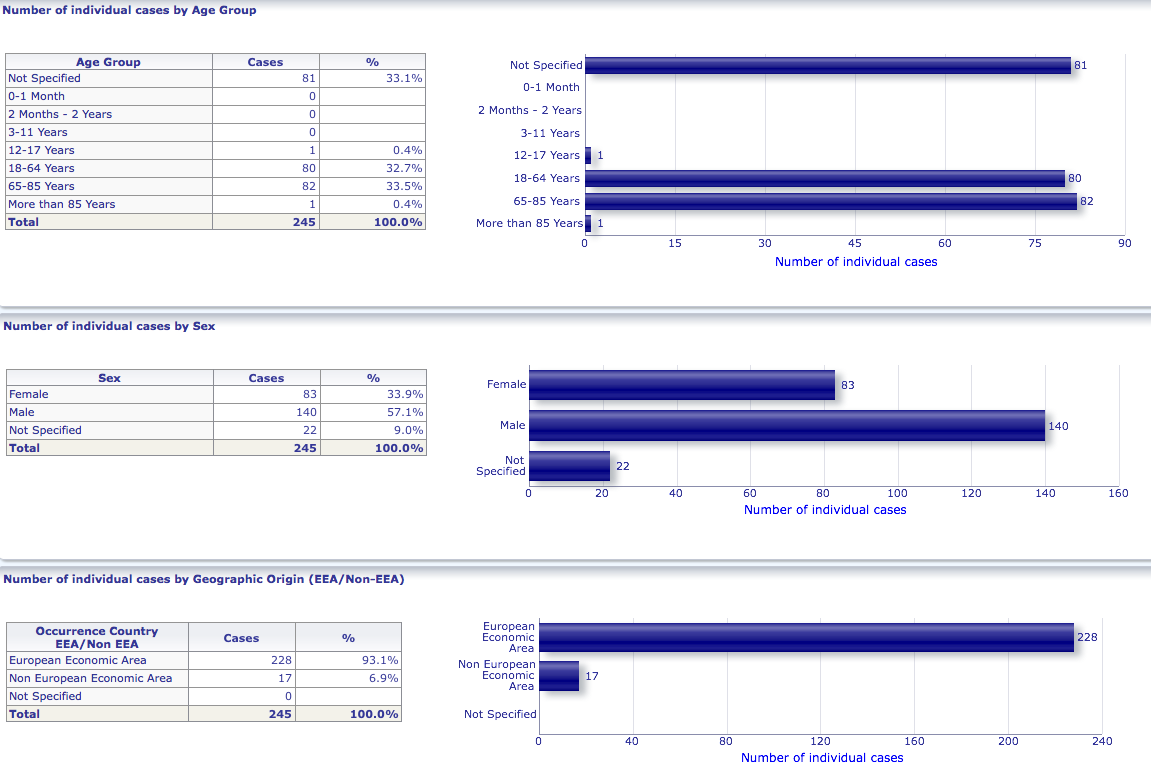 Number of individual cases by Age Group
Age Group Cases %
Not Specified 81 33.1%
0-1 Month 0
2 Months - 2 Years 0
3-11 Years 0
12-17 Years 1 0.4%
18-64 Years 80 32.7%
65-85 Years 82 33.5%
More than 85 Years 1 0.4%
Total 245 100.0%
Not Specified 81
0-1 Month
2 Months - 2 Years
3-11 Years
12-17 Years 1
18-64 Years 80
65-85 Years 82
More than 85 Years 1
0 15 30 45 60 75 90
Number of individual cases
Number of individual cases by Sex
Sex Cases %
Female 83 33.9%
Male 140 57.1%
Not Specified 22 9.0%
Total 245 100.0%
Female 83
Male 140
Not
Specified 22
0 20 40 60 80 100 120 140 160
Number of individual cases
Number of individual cases by Geographic Origin (EEA/Non-EEA)
Occurrence Country
EEA/Non EEA Cases %
European Economic Area 228 93.1%
Non European Economic Area 17 6.9%
Not Specified 0
Total 245 100.0%
European
Economic 228
Area
Non European
Economic 17
Area
Not Specified
0 40 80 120 160 200 240
Number of individual cases